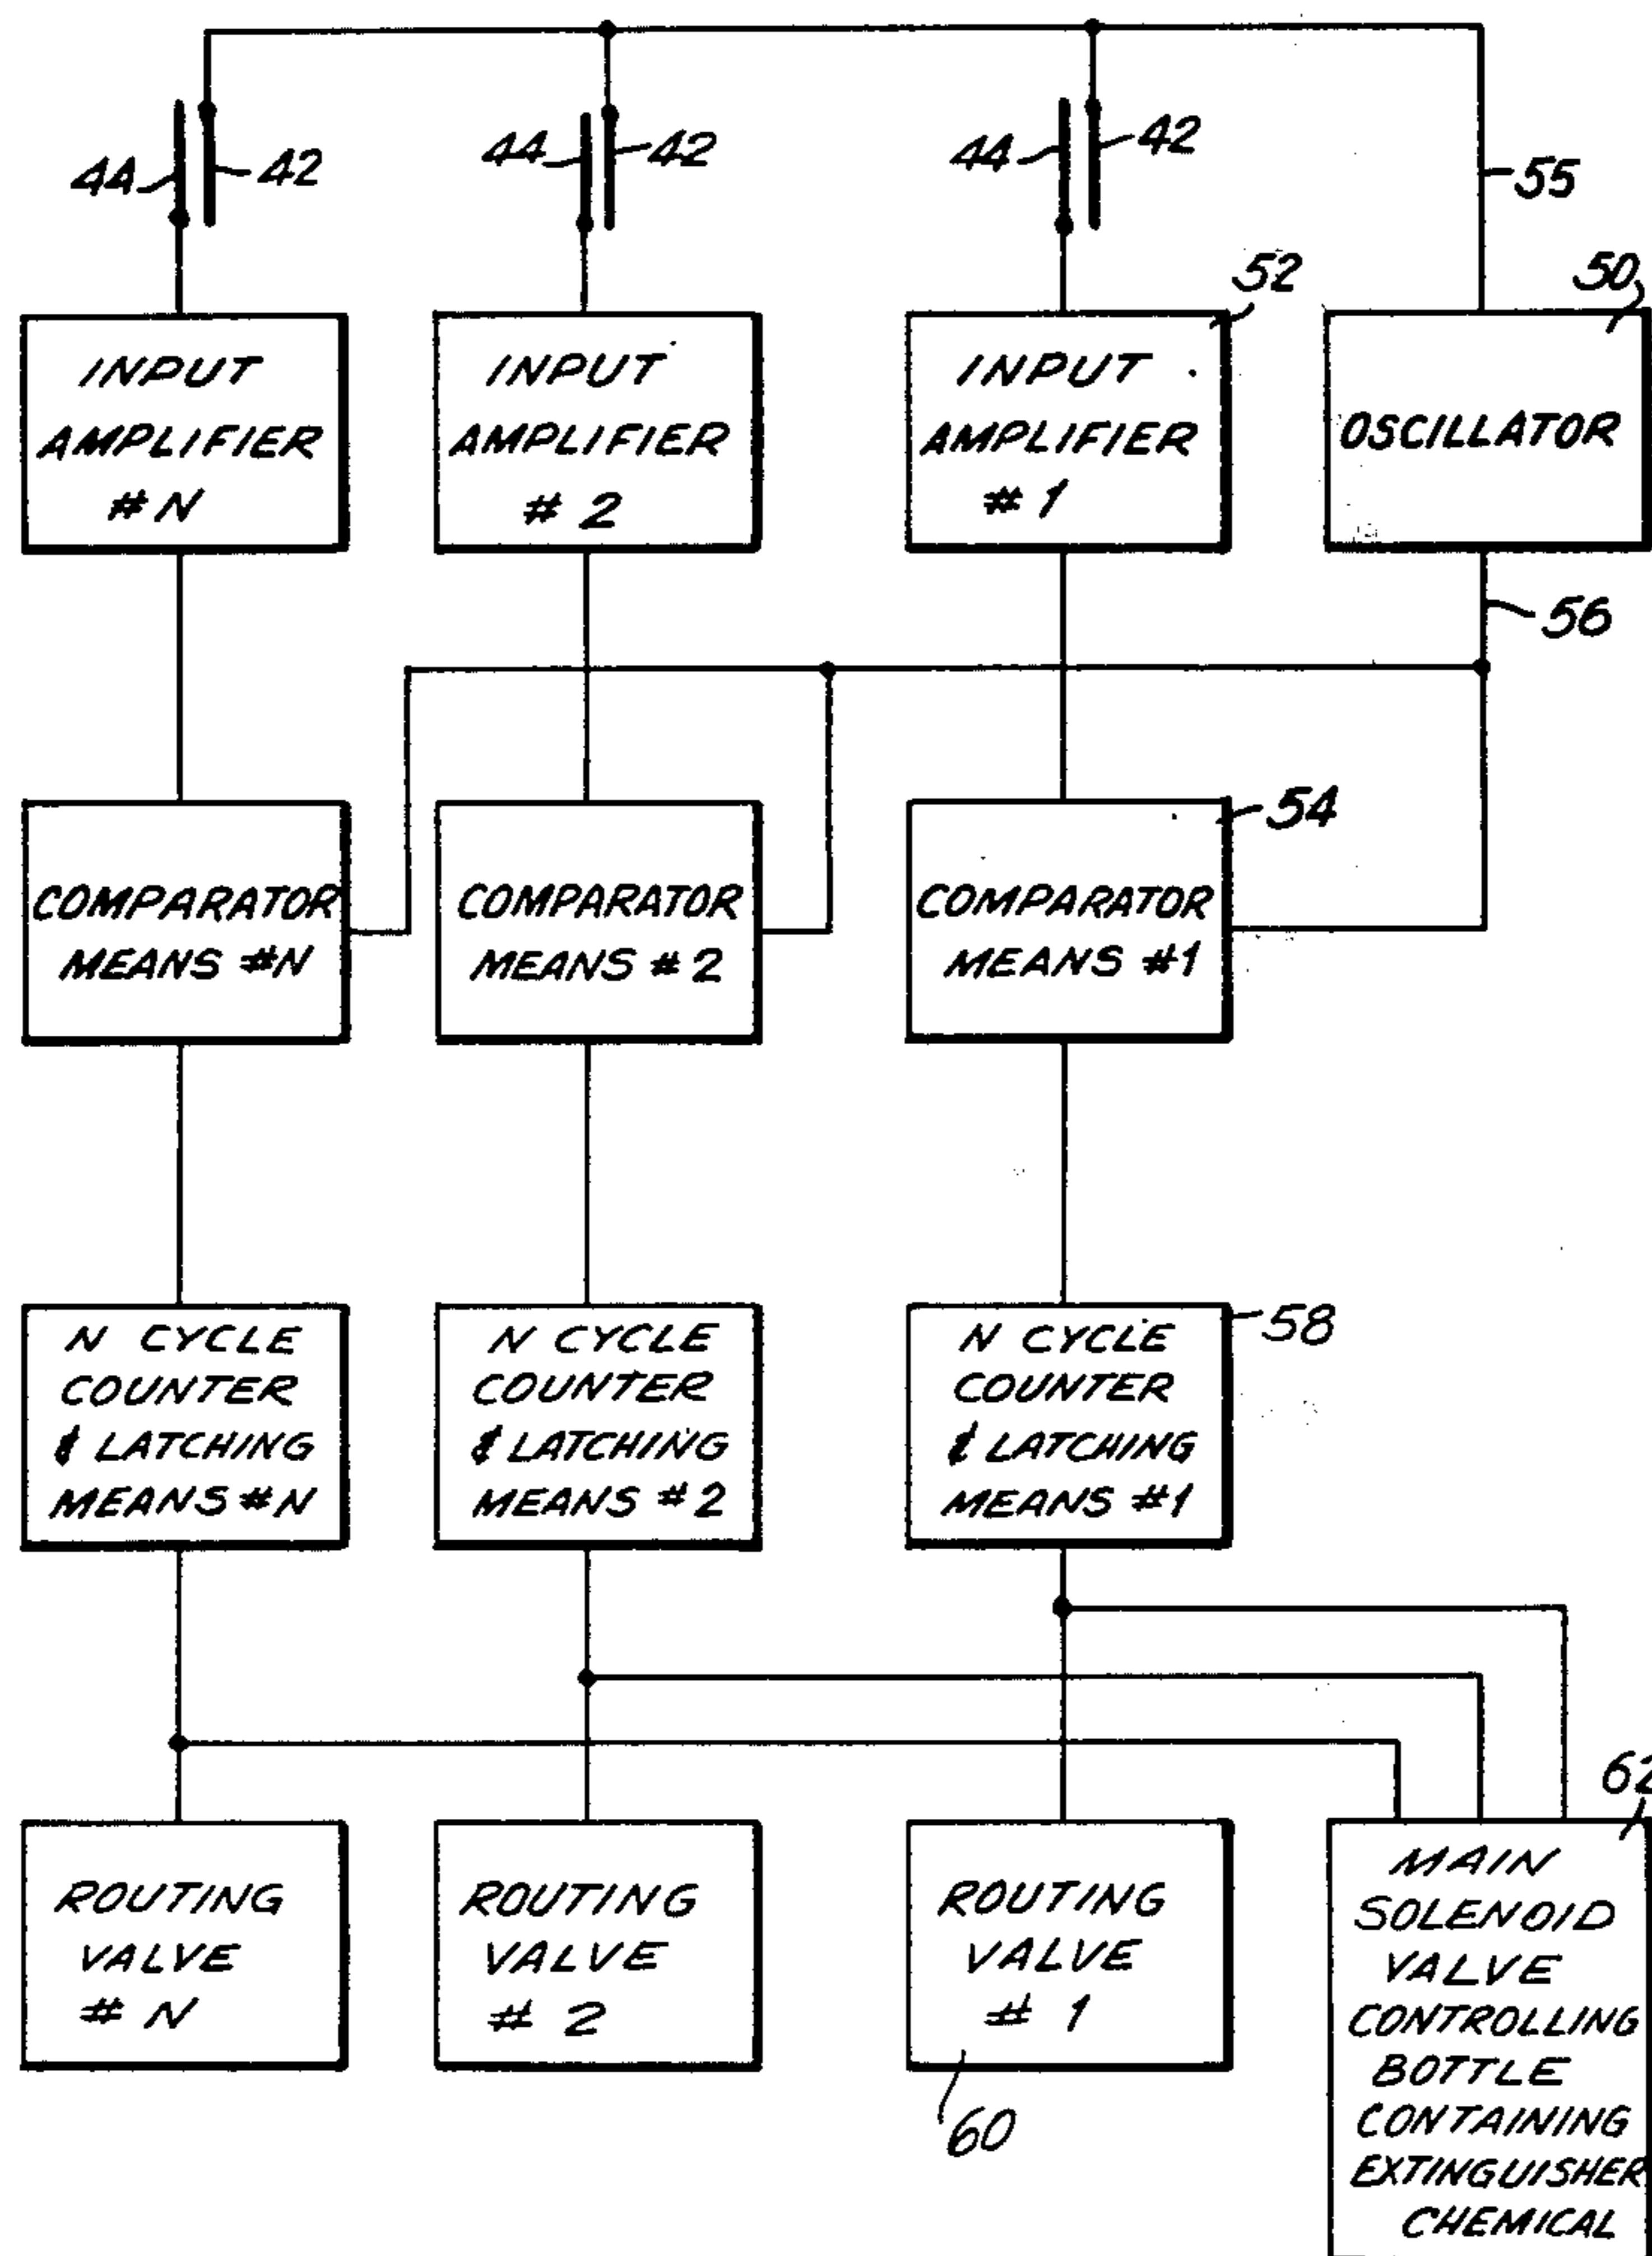 44
42
44
42
44
42
55
50
52
INPUT
AMPLIFIER
#N
INPUT
AMPLIFIER
# 2
INPUT
AMPLIFIER
# 1
OSCILLATOR
56
54
COMPARATOR
MEANS #N
COMPARATOR
MEANS # 2
COMPARATOR
MEANS #1
58
N CYCLE
COUNTER
& LATCHING
MEANS #N
N CYCLE
COUNTER
& LATCHING
MEANS #2
N CYCLE
COUNTER
& LATCHING
MEANS #1
62
ROUTING
VALVE
# N
ROUTING
VALVE
# 2
ROUTING
VALVE
# 1
60
MAIN
SOLENOID
VALVE
CONTROLLING
BOTTLE
CONTAINING
EXTINGUISHER
CHEMICAL